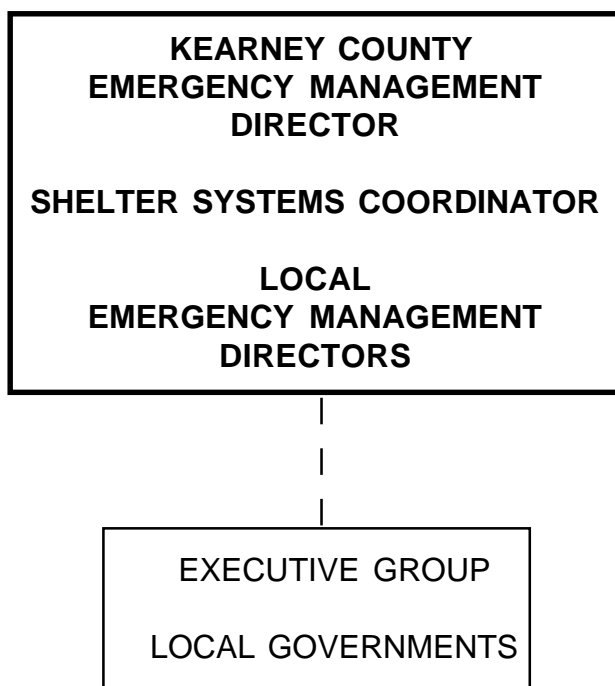 KEARNEY COUNTY
EMERGENCY MANAGEMENT
DIRECTOR
SHELTER SYSTEMS COORDINATOR
LOCAL
EMERGENCY MANAGEMENT
DIRECTORS
EXECUTIVE GROUP
LOCAL GOVERNMENTS